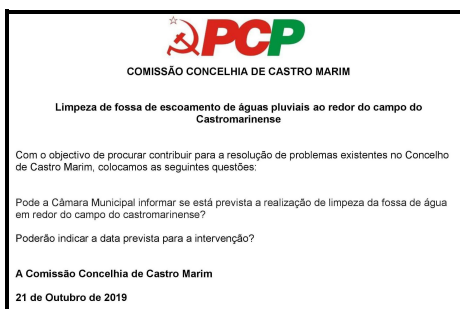 PCP
COMISSÃO CONCELHIA DE CASTRO MARIM
Limpeza de fossa de escoamento de águas pluviais ao redor do campo do
Castromarinense
Com o objectivo de procurar contribuir para a resolução de problemas existentes no Concelho
de Castro Marim, colocamos as seguintes questões:
Pode a Câmara Municipal informar se está prevista a realização de limpeza da fossa de água
em redor do campo do castromarinense?
Poderão indicar a data prevista para a intervenção?
A Comissão Concelhia de Castro Marim
21 de Outubro de 2019